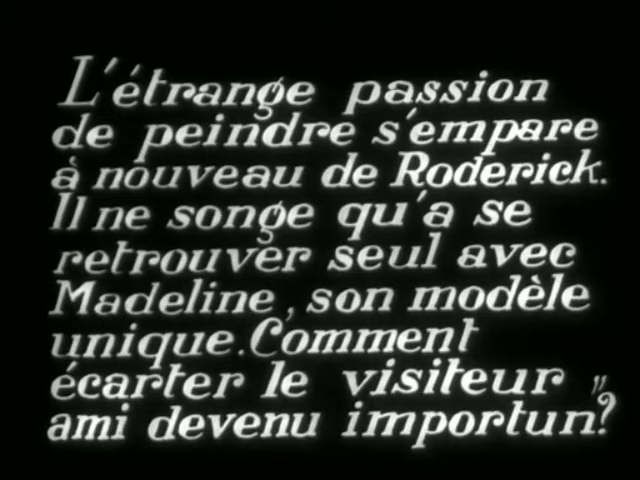 L'étrange passion
de peindre s'empare
à nouveau de Roderick.
Il ne songe qu'a se
retrouver seul avec
Madeline, son modèle
unique. Comment
écarter le visiteur „
ami devenu importun?